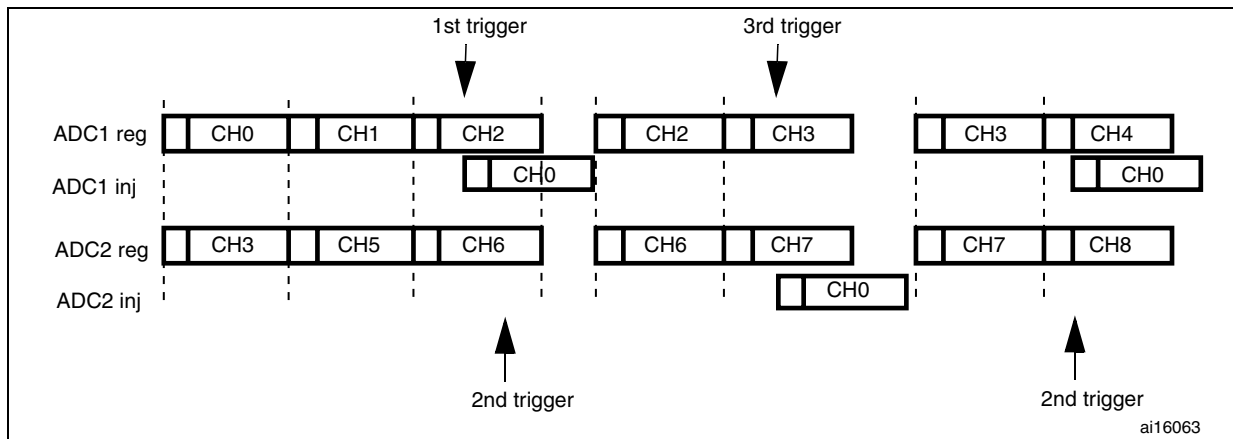 1st trigger 3rd trigger
ADC1 reg CH0 CH1 CH2 CH2 CH3 CH3 CH4
ADC1 inj CH0 CH0
ADC2 reg CH3 CH5 CH6 CH6 CH7 CH7 CH8
ADC2 inj CH0
2nd trigger 2nd trigger
ai16063